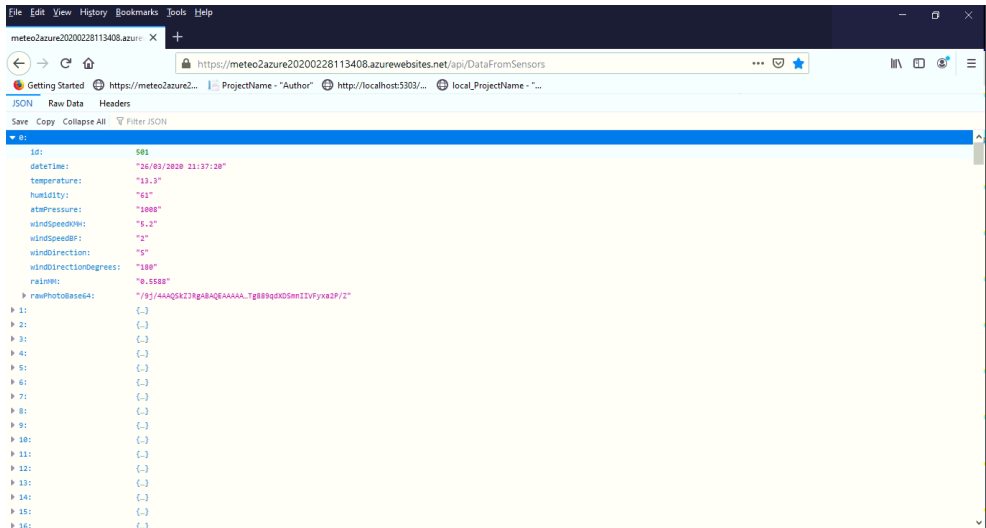 File Edit View History Bookmarks Tools Help
meteo2azure20200228113408.azure
https://meteo2azure20200228113408.azurewebsites.net/api/DataFromSensors
Getting Started https://meteo2azure2... ProjectName - "Author" http://localhost:5303/... local_ProjectName - "...
JSON Raw Data Headers
Save Copy Collapse All Filter JSON
0:
id: 501
dateTime: "26/03/2020 21:37:20"
temperature: "13.3"
humidity: "61"
atmPressure: "1008"
windSpeedKMH: "5.2"
windSpeedBF: "2"
windDirection: "S"
windDirectionDegrees: "180"
rainMM: "0.5588"
rawPhotoBase64:
1: {…}
2: {…}
3: {…}
4: {…}
5: {…}
6: {…}
7: {…}
8: {…}
9: {…}
10: {…}
11: {…}
12: {…}
13: {…}
14: {…}
15: {…}
16: {…}